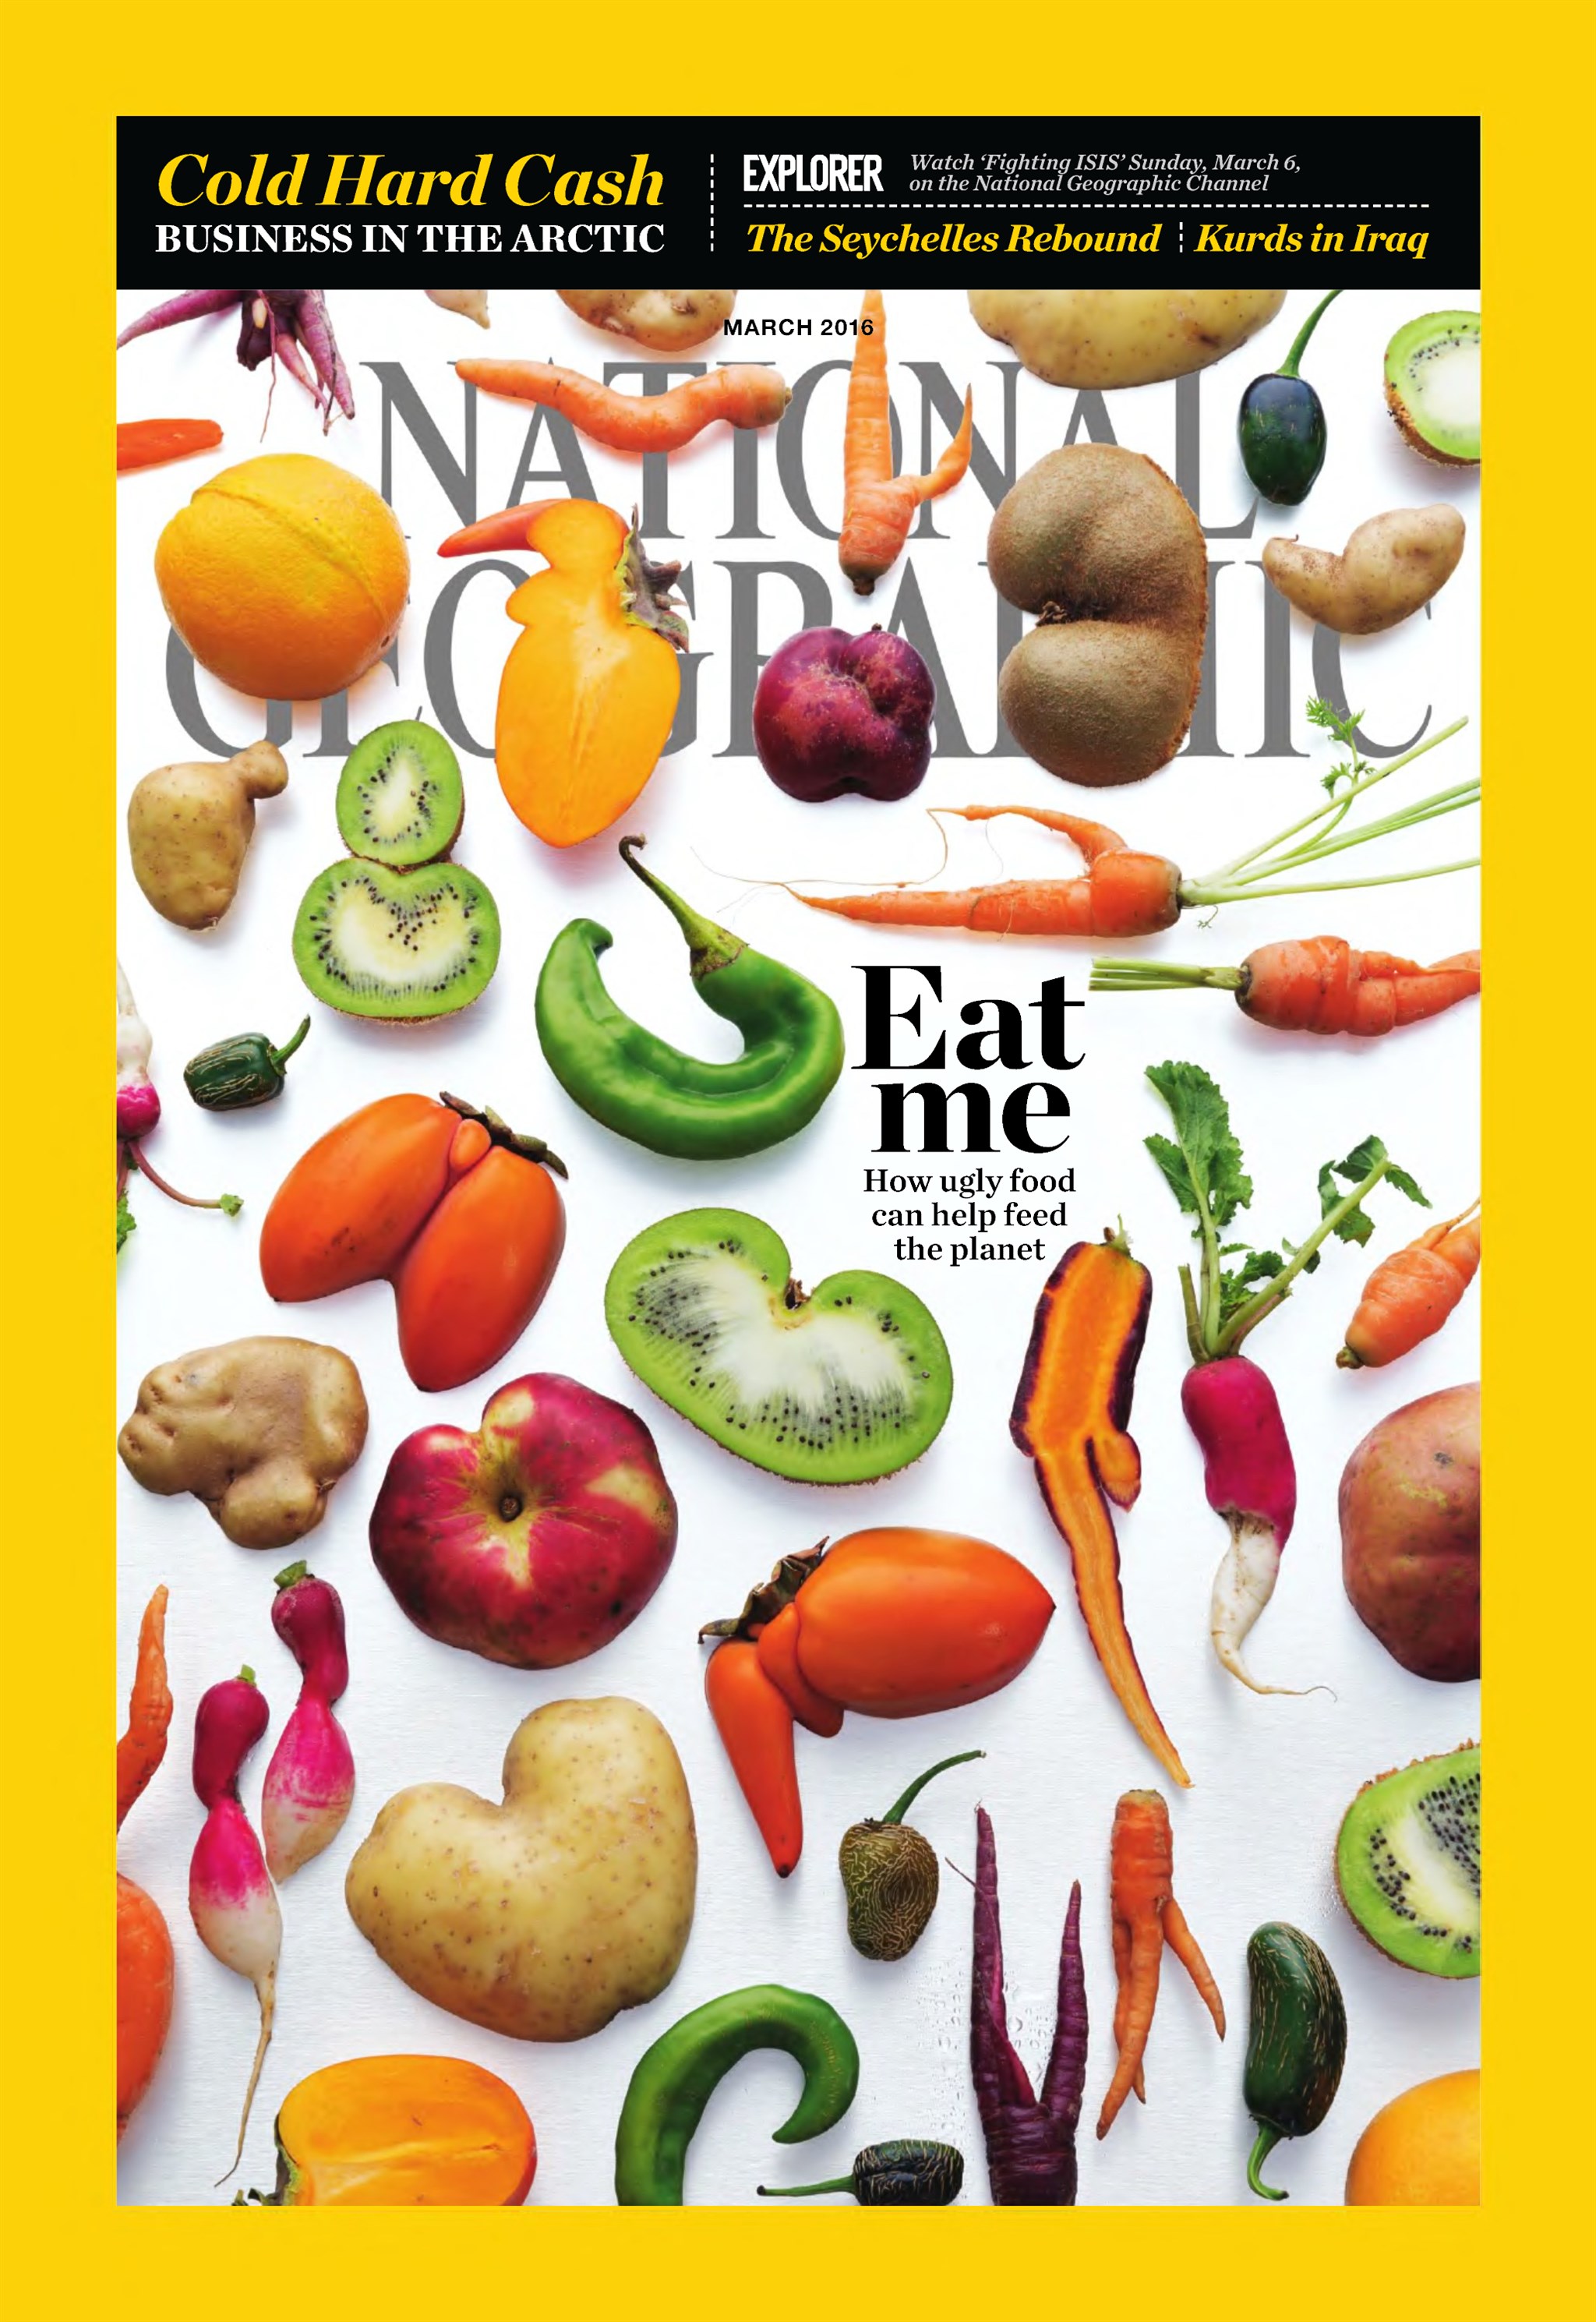 Cold Hard Cash
BUSINESS IN THE ARCTIC
EXPLORER
Watch ‘Fighting ISIS’ Sunday, March 6,
on the National Geographic Channel
The Seychelles Rebound
Kurds in Iraq
MARCH 2016
NATIONAL
GEOGRAPHIC
Eat
me
How ugly food
can help feed
the planet